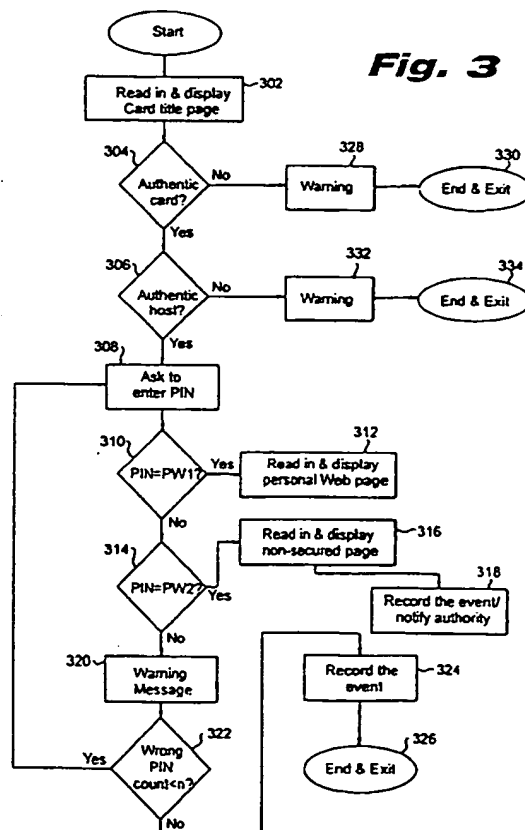 Start
Fig. 3
302
Read in & display
Card title page
304
Authentic
card?
No
328
Warning
330
End & Exit
Yes
306
Authentic
host?
No
332
Warning
334
End & Exit
Yes
308
Ask to
enter PIN
310
PIN=PW1?
Yes
312
Read in & display
personal Web page
No
314
PIN=PW2?
Yes
Read in & display
non-secured page
316
318
Record the event/
notify authority
No
320
Warning
Message
Record the
event
324
322
Yes
Wrong
PIN
count<n?
326
End & Exit
No